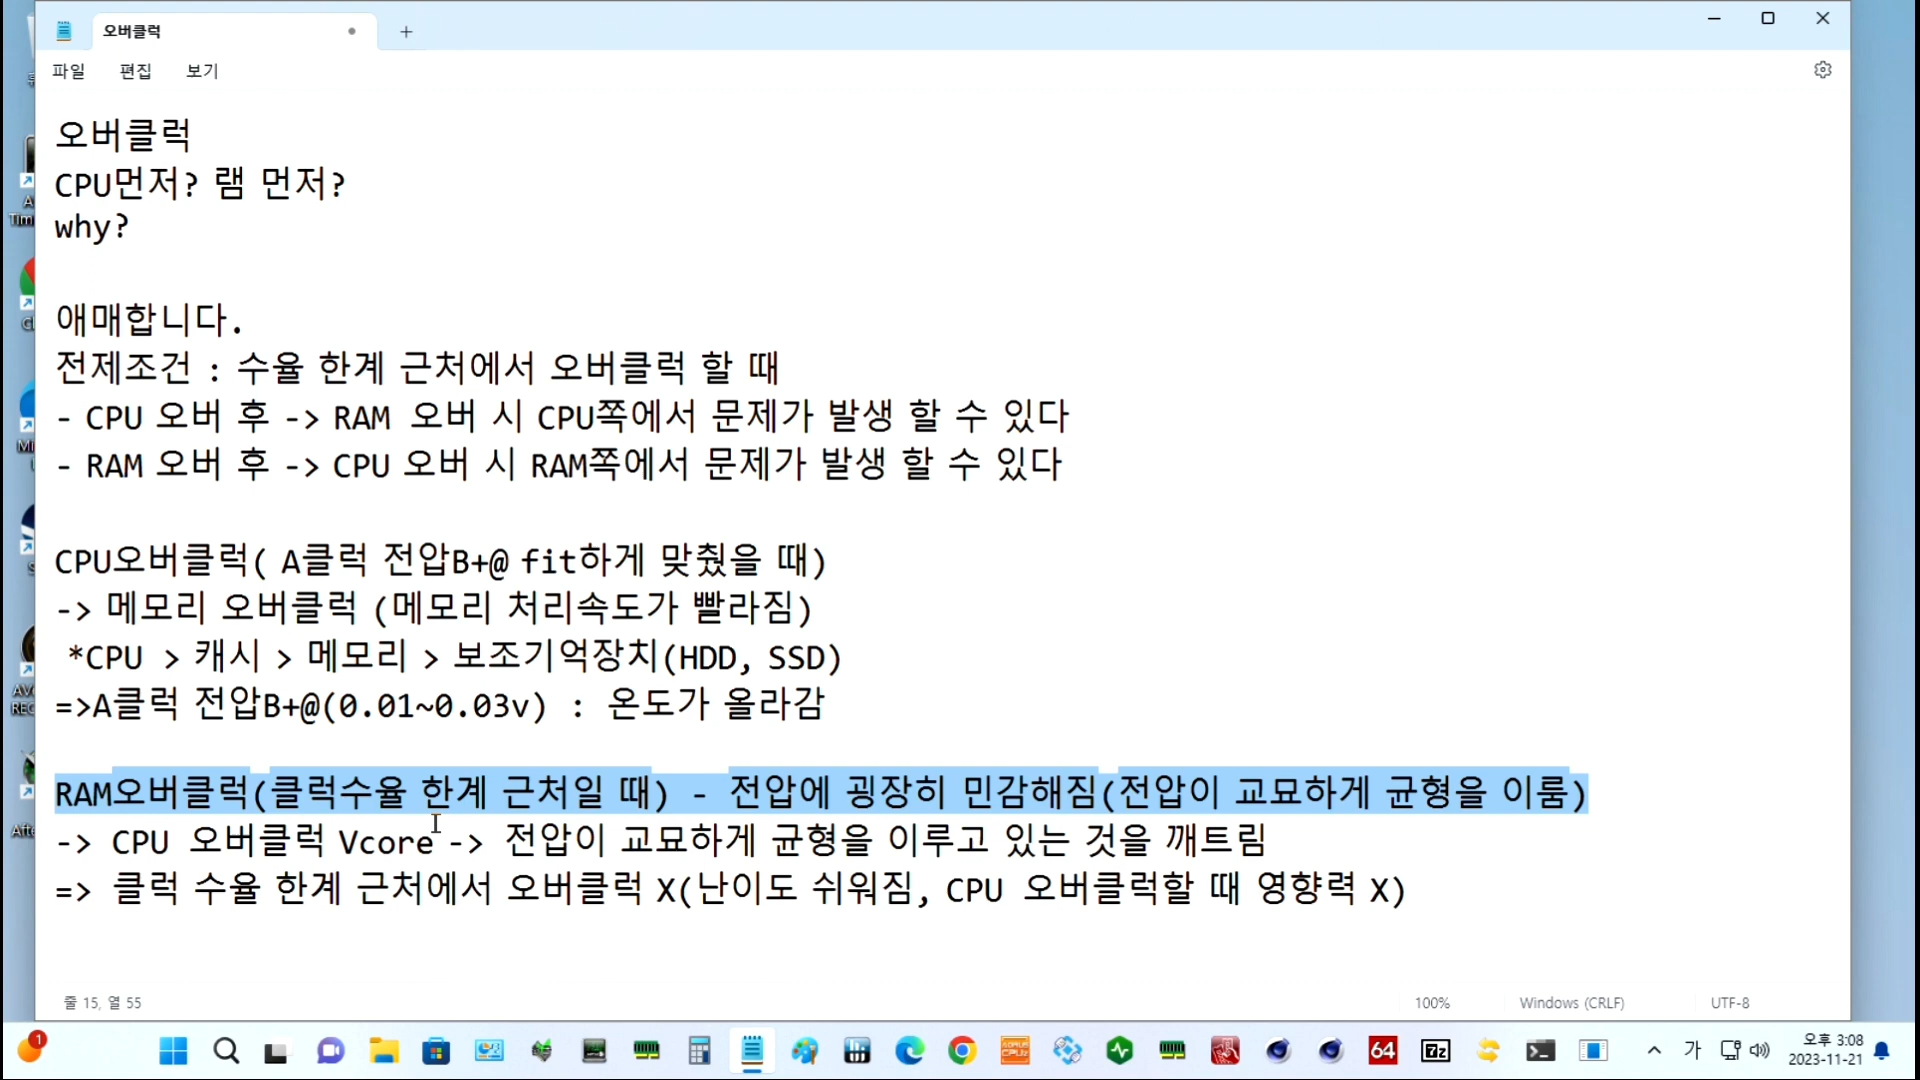 오버클럭
파일 편집 보기
오버클럭
CPU먼저? 램 먼저?
why?
애매합니다.
전제조건 : 수율 한계 근처에서 오버클럭 할 때
- CPU 오버 후 -> RAM 오버 시 CPU쪽에서 문제가 발생 할 수 있다
- RAM 오버 후 -> CPU 오버 시 RAM쪽에서 문제가 발생 할 수 있다
CPU오버클럭( A클럭 전압B+@ fit하게 맞췄을 때)
-> 메모리 오버클럭 (메모리 처리속도가 빨라짐)
*CPU > 캐시 > 메모리 > 보조기억장치(HDD, SSD)
=>A클럭 전압B+@(0.01~0.03v) : 온도가 올라감
RAM오버클럭(클럭수율 한계 근처일 때) - 전압에 굉장히 민감해짐(전압이 교묘하게 균형을 이룸)
-> CPU 오버클럭 Vcore -> 전압이 교묘하게 균형을 이루고 있는 것을 깨트림
=> 클럭 수율 한계 근처에서 오버클럭 X(난이도 쉬워짐, CPU 오버클럭할 때 영향력 X)
줄 15, 열 55 100% Windows (CRLF) UTF-8
1 64 7z 가 오후 3:08
2023-11-21